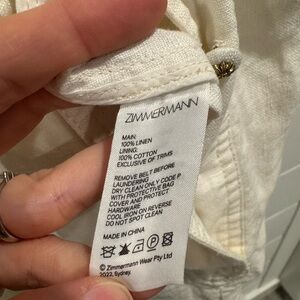 ZIMMERMANN
MAIN:
100% LINEN
LINING:
100% COTTON
EXCLUSIVE OF TRIMS
REMOVE BELT BEFORE
LAUNDERING
DRY CLEAN ONLY CODE P
WITH PROTECTIVE BAG
COVER AND PROTECT
HARDWARE
COOL IRON ON REVERSE
DO NOT SPOT CLEAN
MADE IN CHINA
P
© Zimmermann Wear Pty Ltd
2022, Sydney,